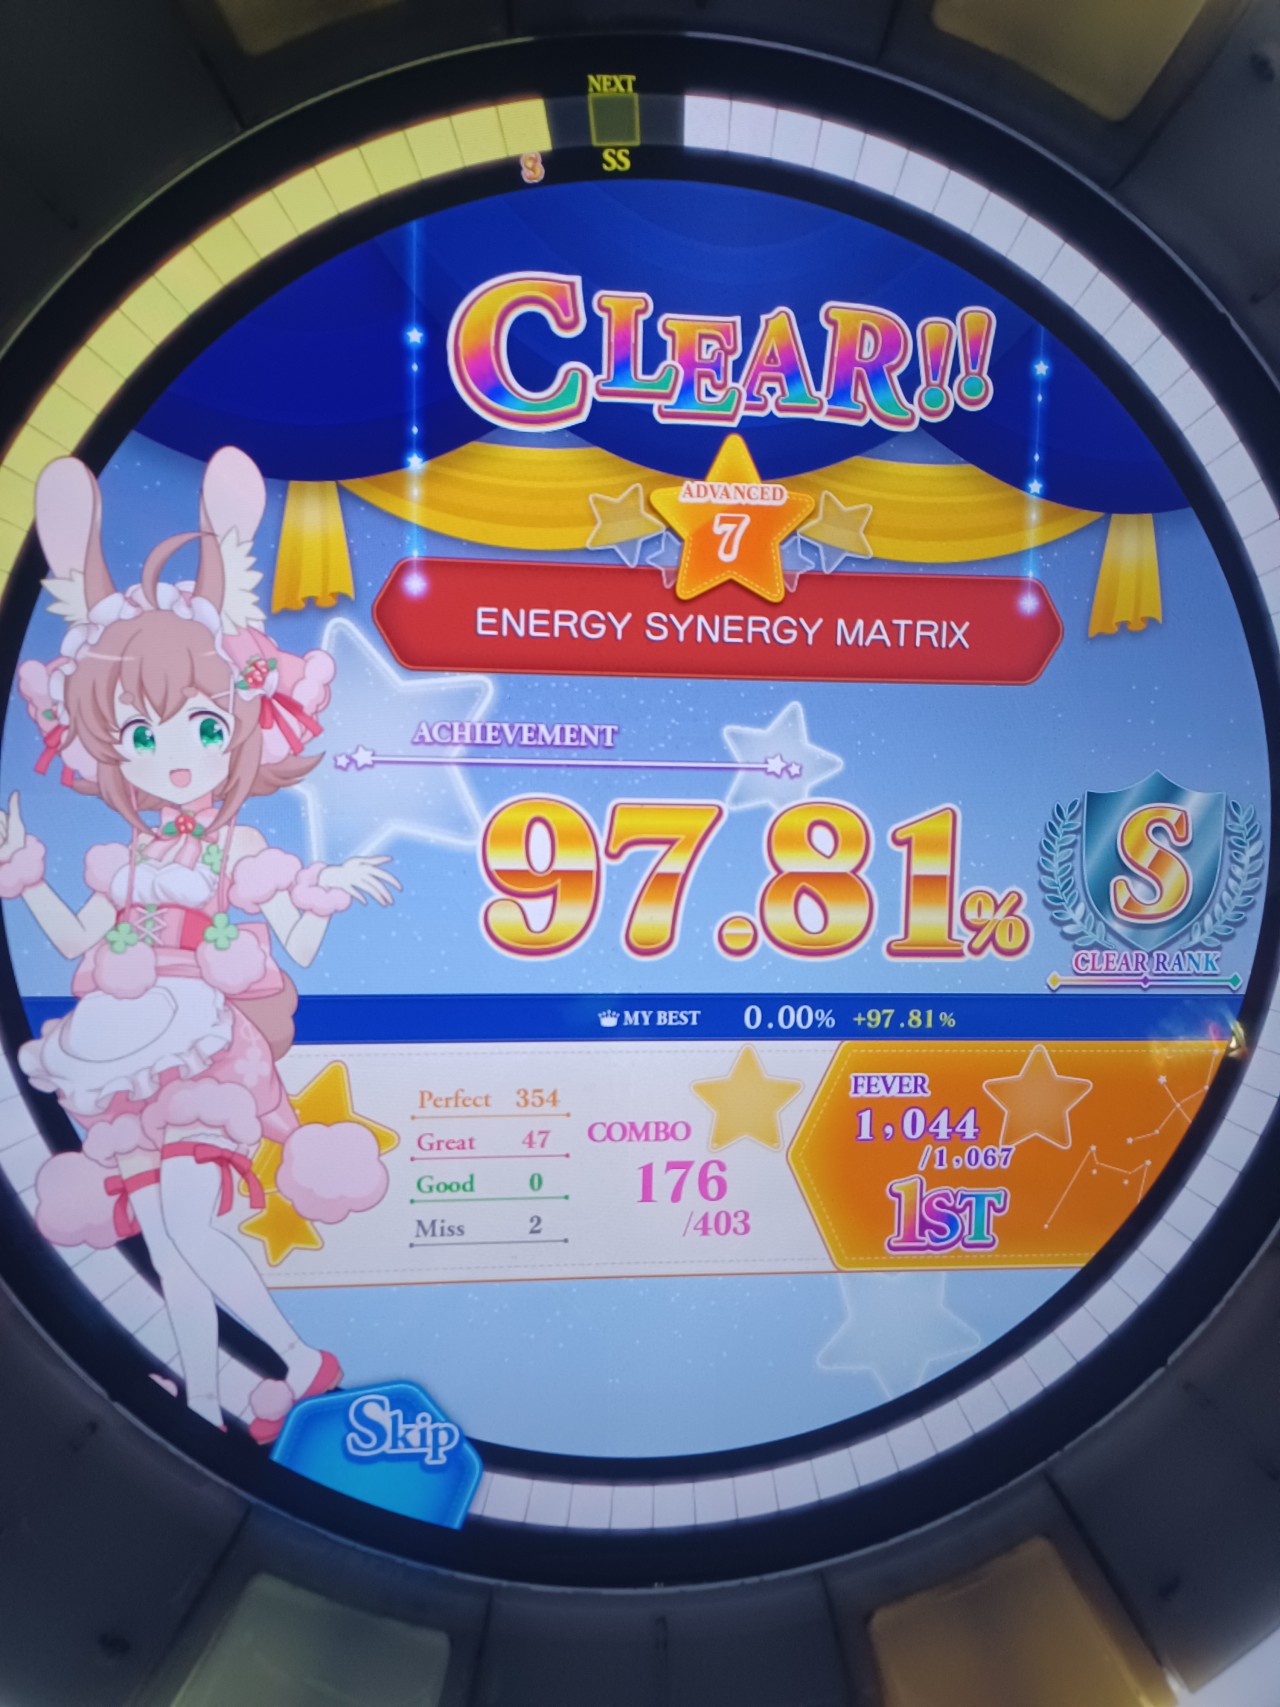 NEXT
S
SS
CLEAR!!
ADVANCED
7
ENERGY SYNERGY MATRIX
ACHIEVEMENT
97.81%
S
CLEAR RANK
MY BEST 0.00% +97.81%
Perfect 354
Great 47
Good 0
Miss 2
COMBO
176
/403
FEVER
1,044
/1,067
1ST
Skip